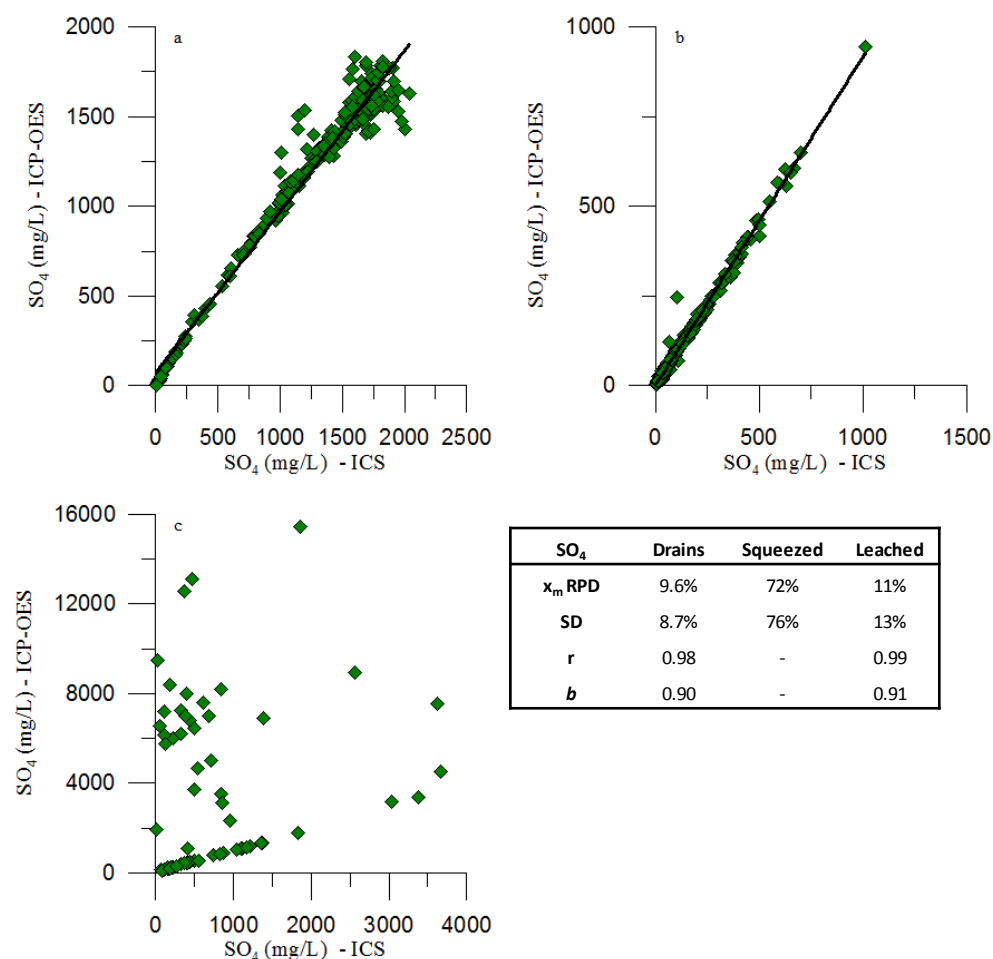 a
SO4 (mg/L) - ICP-OES
2000
1500
1000
500
0
0 500 1000 1500 2000 2500
SO4 (mg/L) - ICS
b
SO4 (mg/L) - ICP-OES
1000
500
0
0 500 1000 1500
SO4 (mg/L) - ICS
c
SO4 (mg/L) - ICP-OES
16000
12000
8000
4000
0
0 1000 2000 3000 4000
SO4 (mg/L) - ICS
SO4 Drains Squeezed Leached
xm RPD 9.6% 72% 11%
SD 8.7% 76% 13%
r 0.98 - 0.99
b 0.90 - 0.91